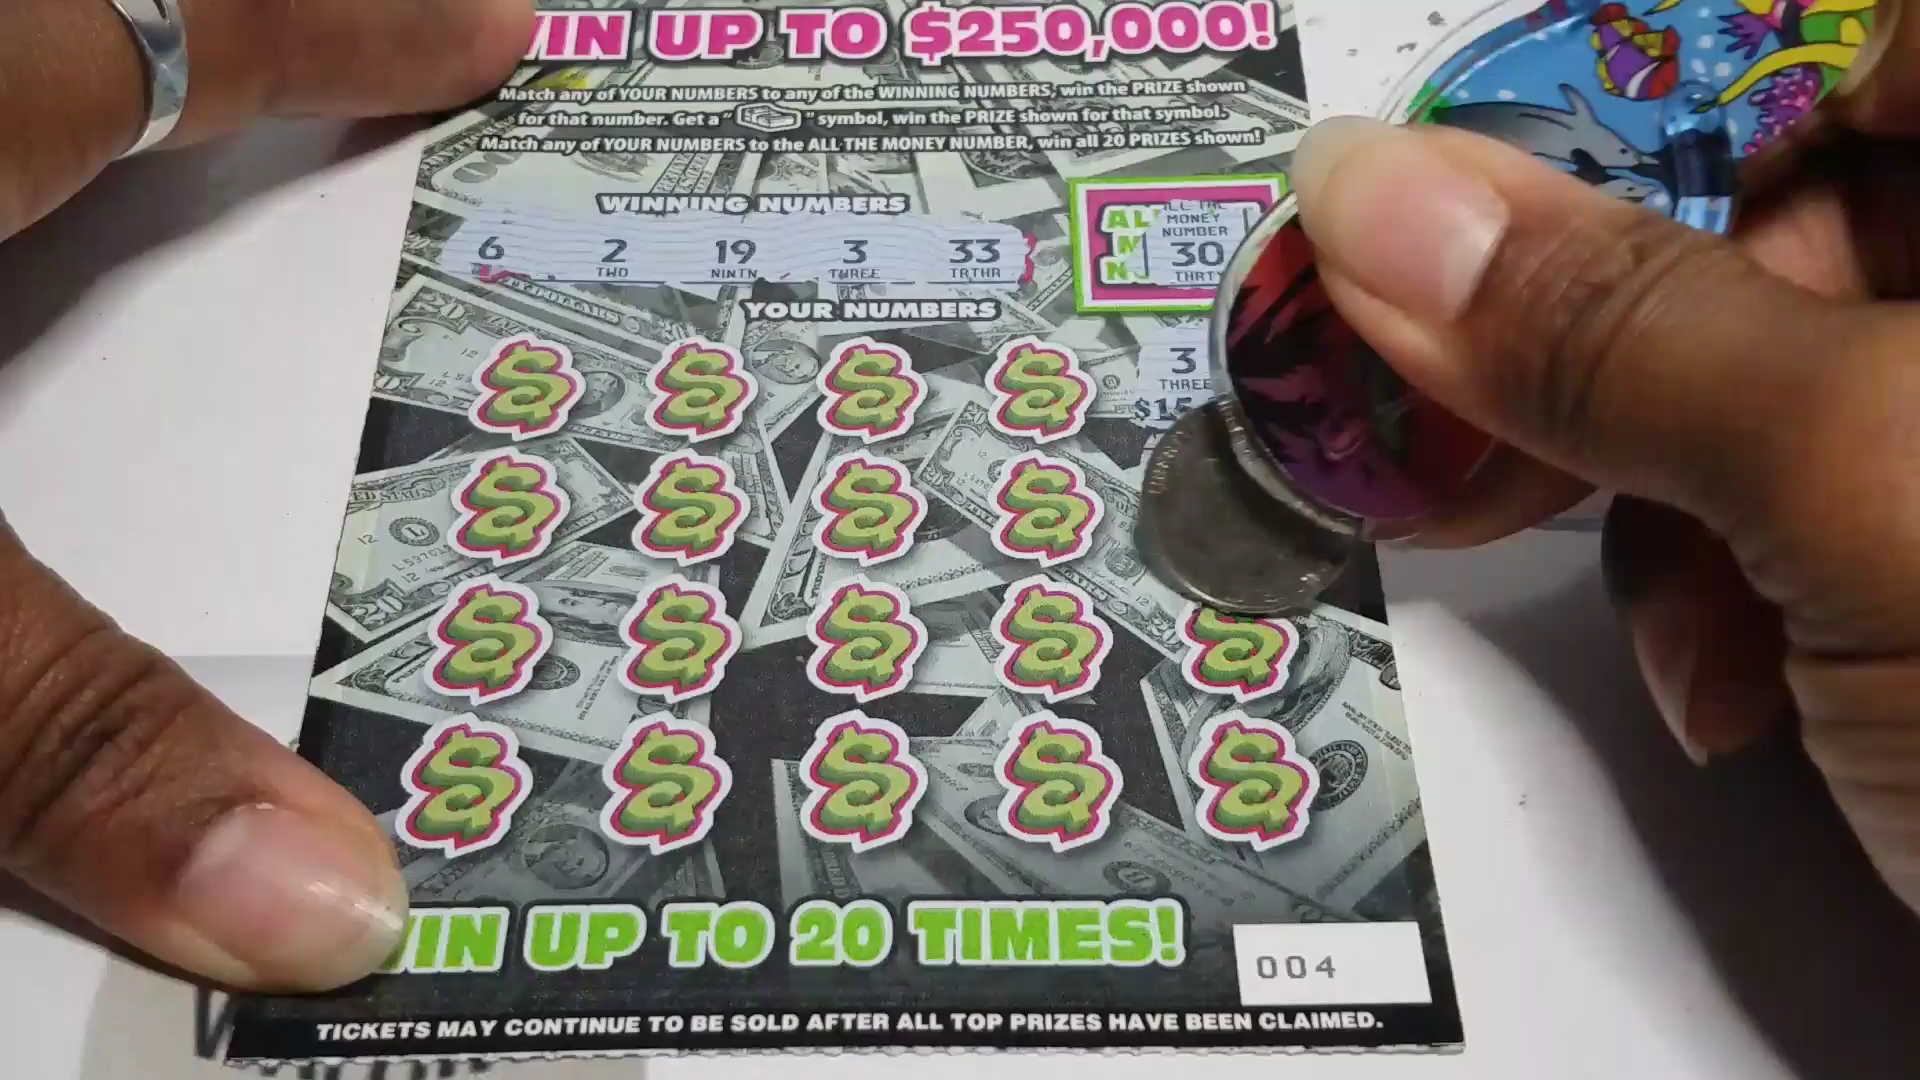 WIN UP TO $250,000!
Match any of YOUR NUMBERS to any of the WINNING NUMBERS, win the PRIZE shown
for that number. Get a " " symbol, win the PRIZE shown for that symbol.
Match any of YOUR NUMBERS to the ALL THE MONEY NUMBER, win all 20 PRIZES shown!
WINNING NUMBERS
6 2 19 3 33
TWO NINTN THREE TRTHR
MONEY
NUMBER
30
THRTY
YOUR NUMBERS
3
THREE
WIN UP TO 20 TIMES!
004
TICKETS MAY CONTINUE TO BE SOLD AFTER ALL TOP PRIZES HAVE BEEN CLAIMED.